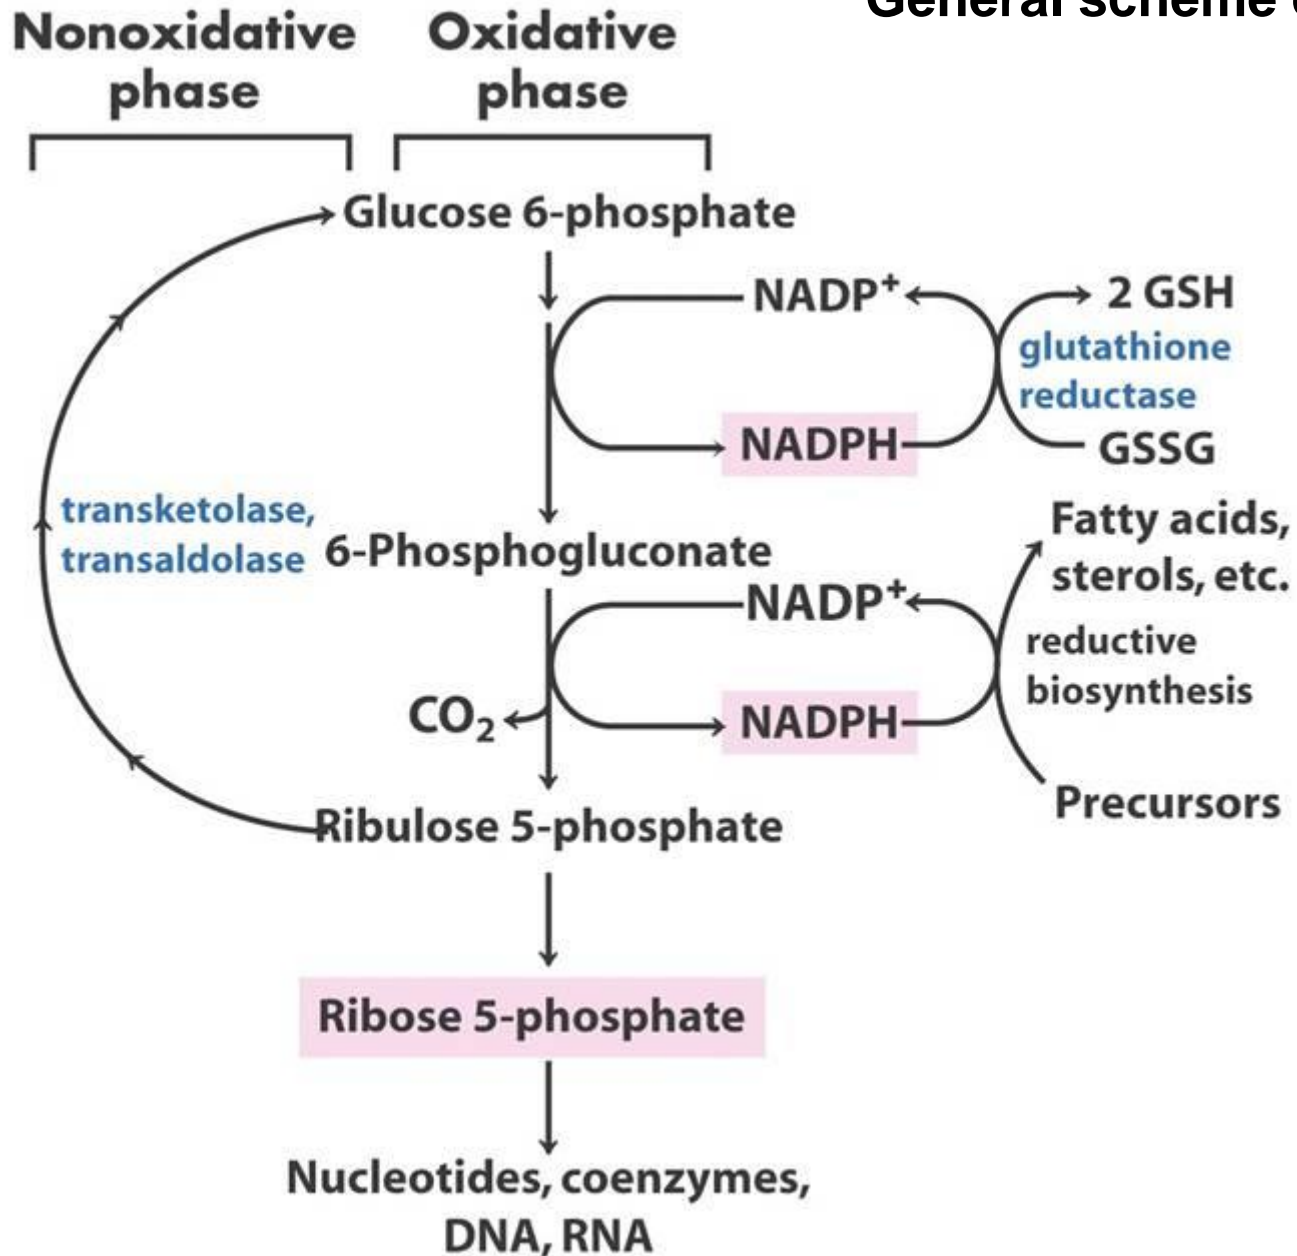 General scheme
Nonoxidative
phase
Oxidative
phase
Glucose 6-phosphate
NADP⁺
2 GSH
glutathione
reductase
NADPH
GSSG
transketolase,
transaldolase
6-Phosphogluconate
Fatty acids,
sterols, etc.
NADP⁺
reductive
biosynthesis
CO₂
NADPH
Precursors
Ribulose 5-phosphate
Ribose 5-phosphate
Nucleotides, coenzymes,
DNA, RNA